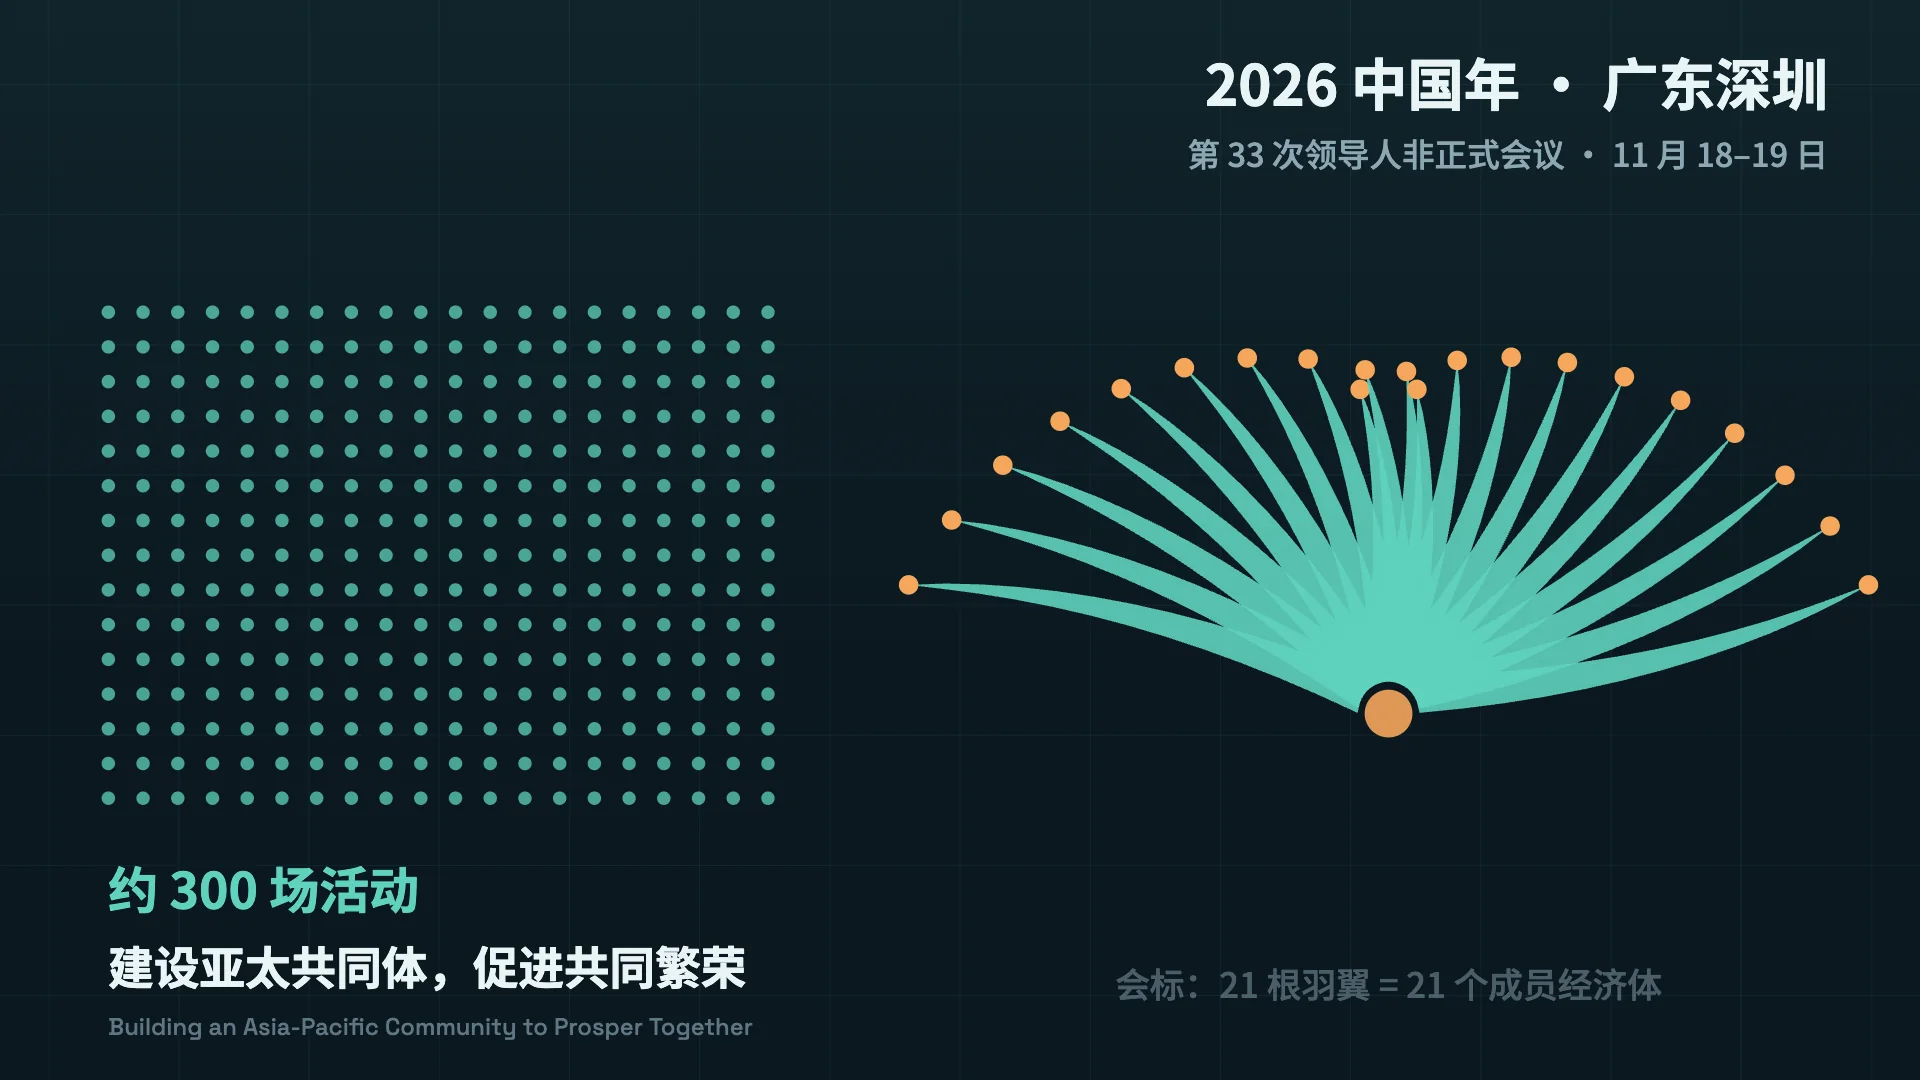 2026 中国年 · 广东深圳
第 33 次领导人非正式会议 · 11 月 18–19 日
约 300 场活动
建设亚太共同体，促进共同繁荣
Building an Asia-Pacific Community to Prosper Together
会标：21 根羽翼 = 21 个成员经济体